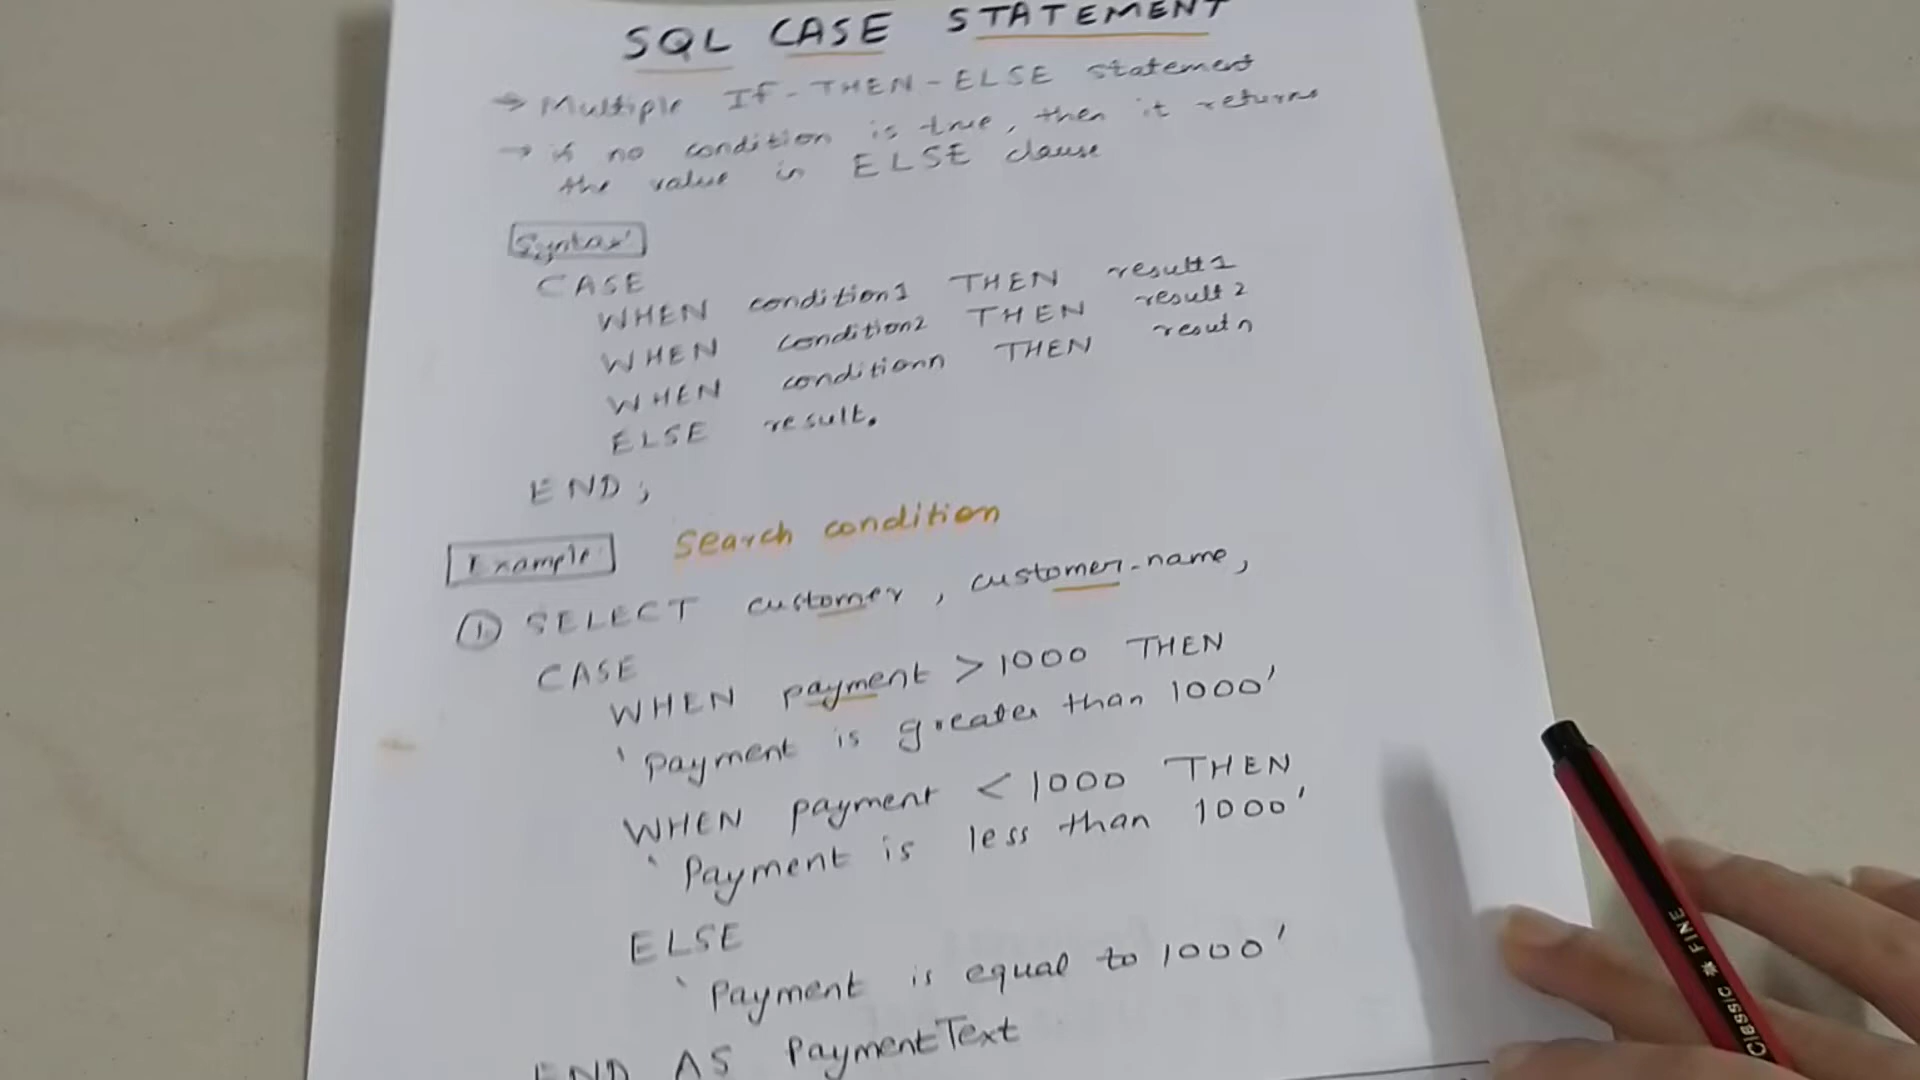 SQL CASE STATEMENT
→ Multiple If-THEN-ELSE statement
→ if no condition is true, then it returns
the value in ELSE clause
Syntax
CASE
WHEN condition1 THEN result1
WHEN condition2 THEN result2
WHEN conditionn THEN resutn
ELSE result.
END;
Example Search condition
① SELECT customer, customer_name,
CASE
WHEN payment > 1000 THEN
'Payment is greater than 1000'
WHEN payment < 1000 THEN
'Payment is less than 1000'
ELSE
'Payment is equal to 1000'
END AS PaymentText
Classic * FINE